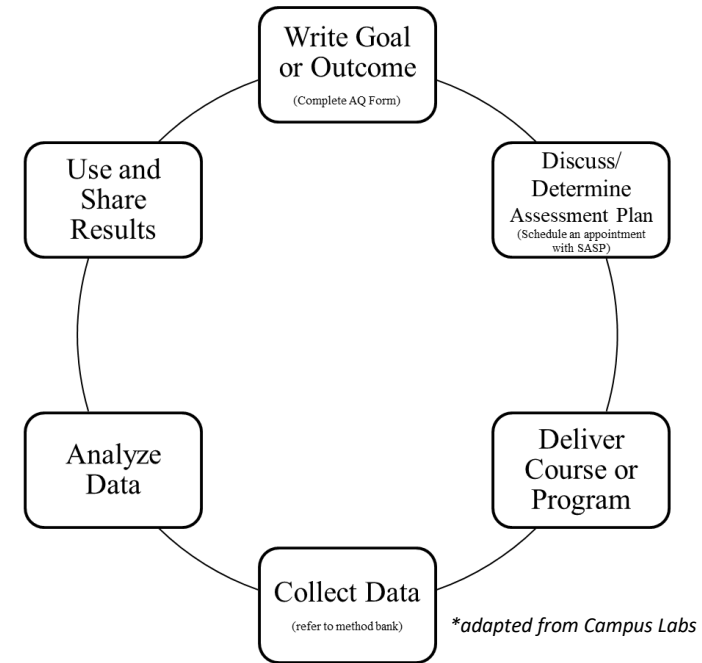 Write Goal
or Outcome
(Complete AQ Form)
Discuss/
Determine
Assessment Plan
(Schedule an appointment
with SASP)
Deliver
Course or
Program
Collect Data
(refer to method bank)
Analyze
Data
Use and
Share
Results
*adapted from Campus Labs